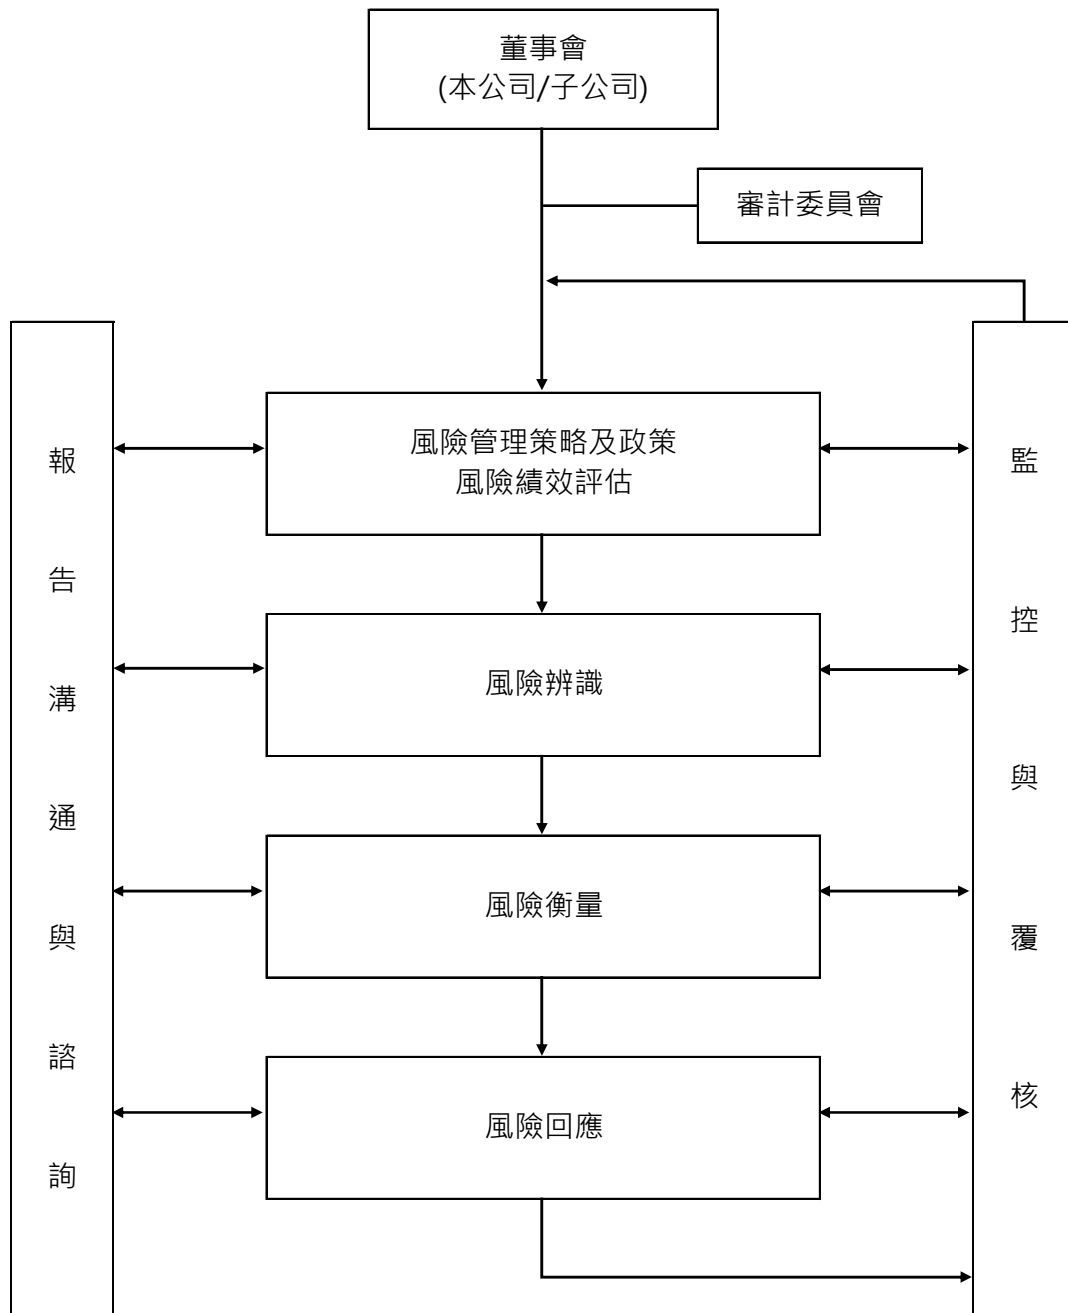 董事會
(本公司/子公司)
審計委員會
報告溝通與諮詢
風險管理策略及政策
風險績效評估
風險辨識
風險衡量
風險回應
監控與覆核